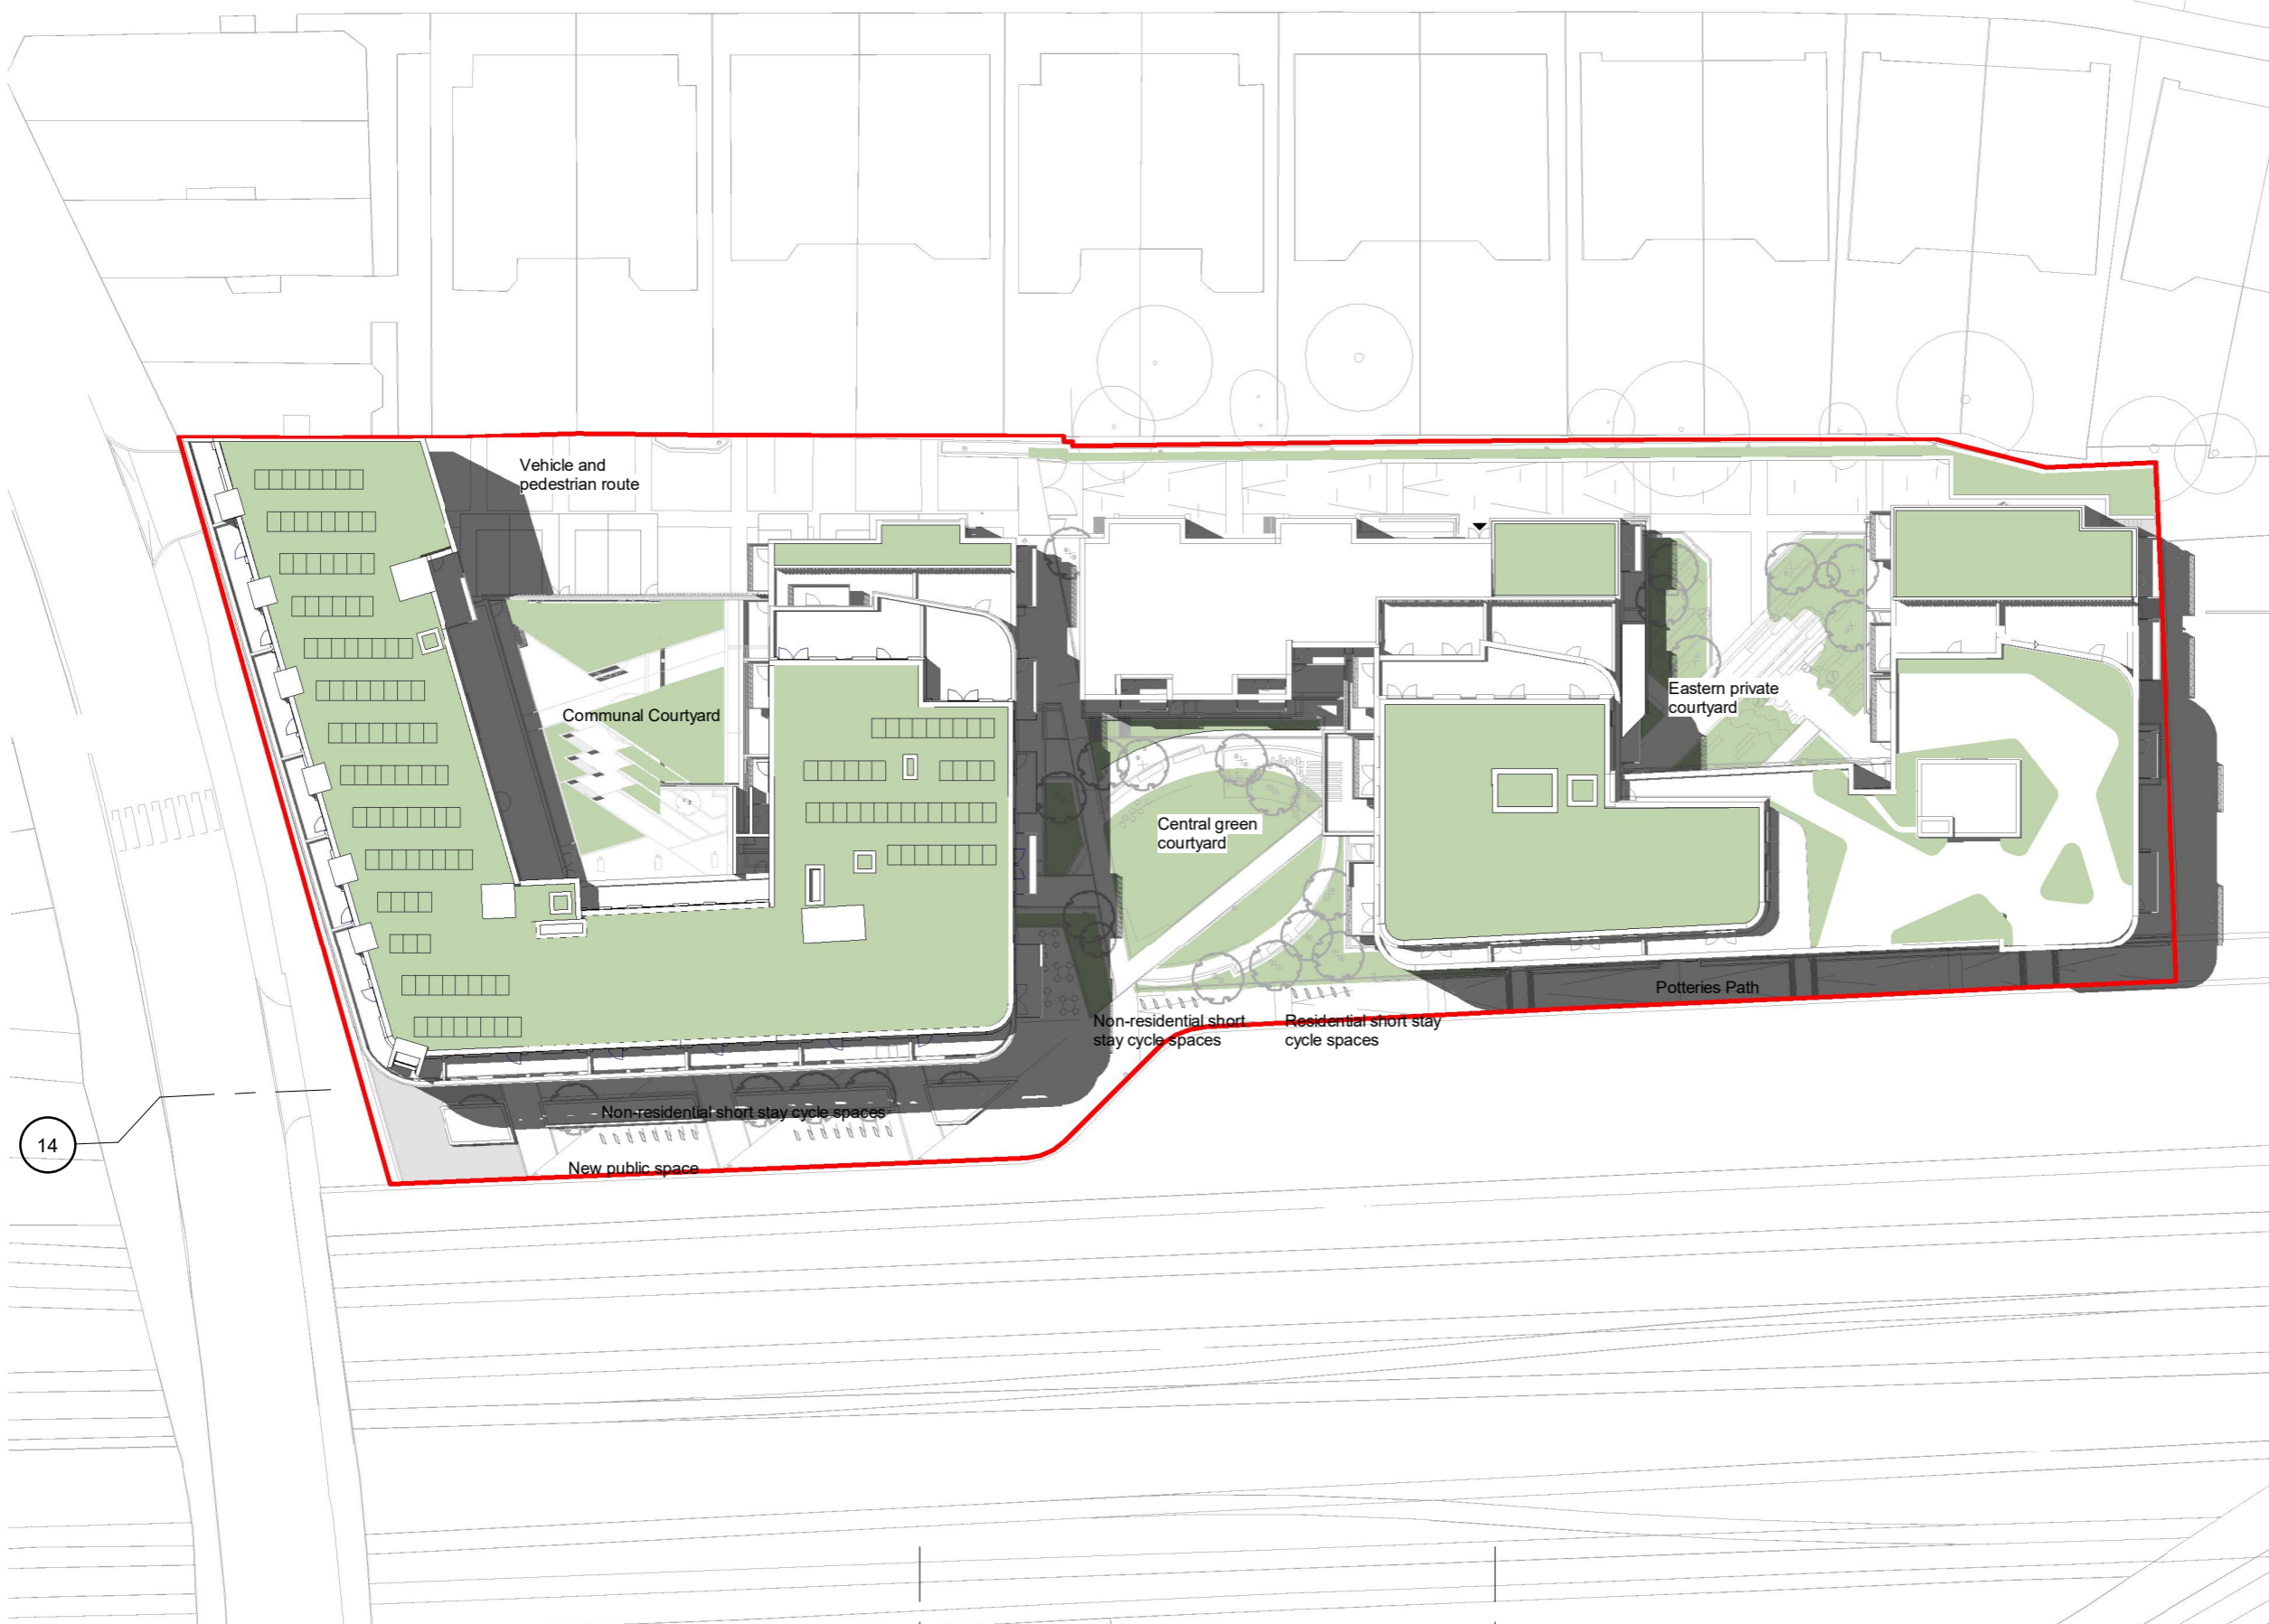 Vehicle and
pedestrian route
Communal Courtyard
Eastern private
courtyard
Central green
courtyard
Potteries Path
Non-residential short
stay cycle spaces
Residential short stay
cycle spaces
Non-residential short stay cycle spaces
14
New public space